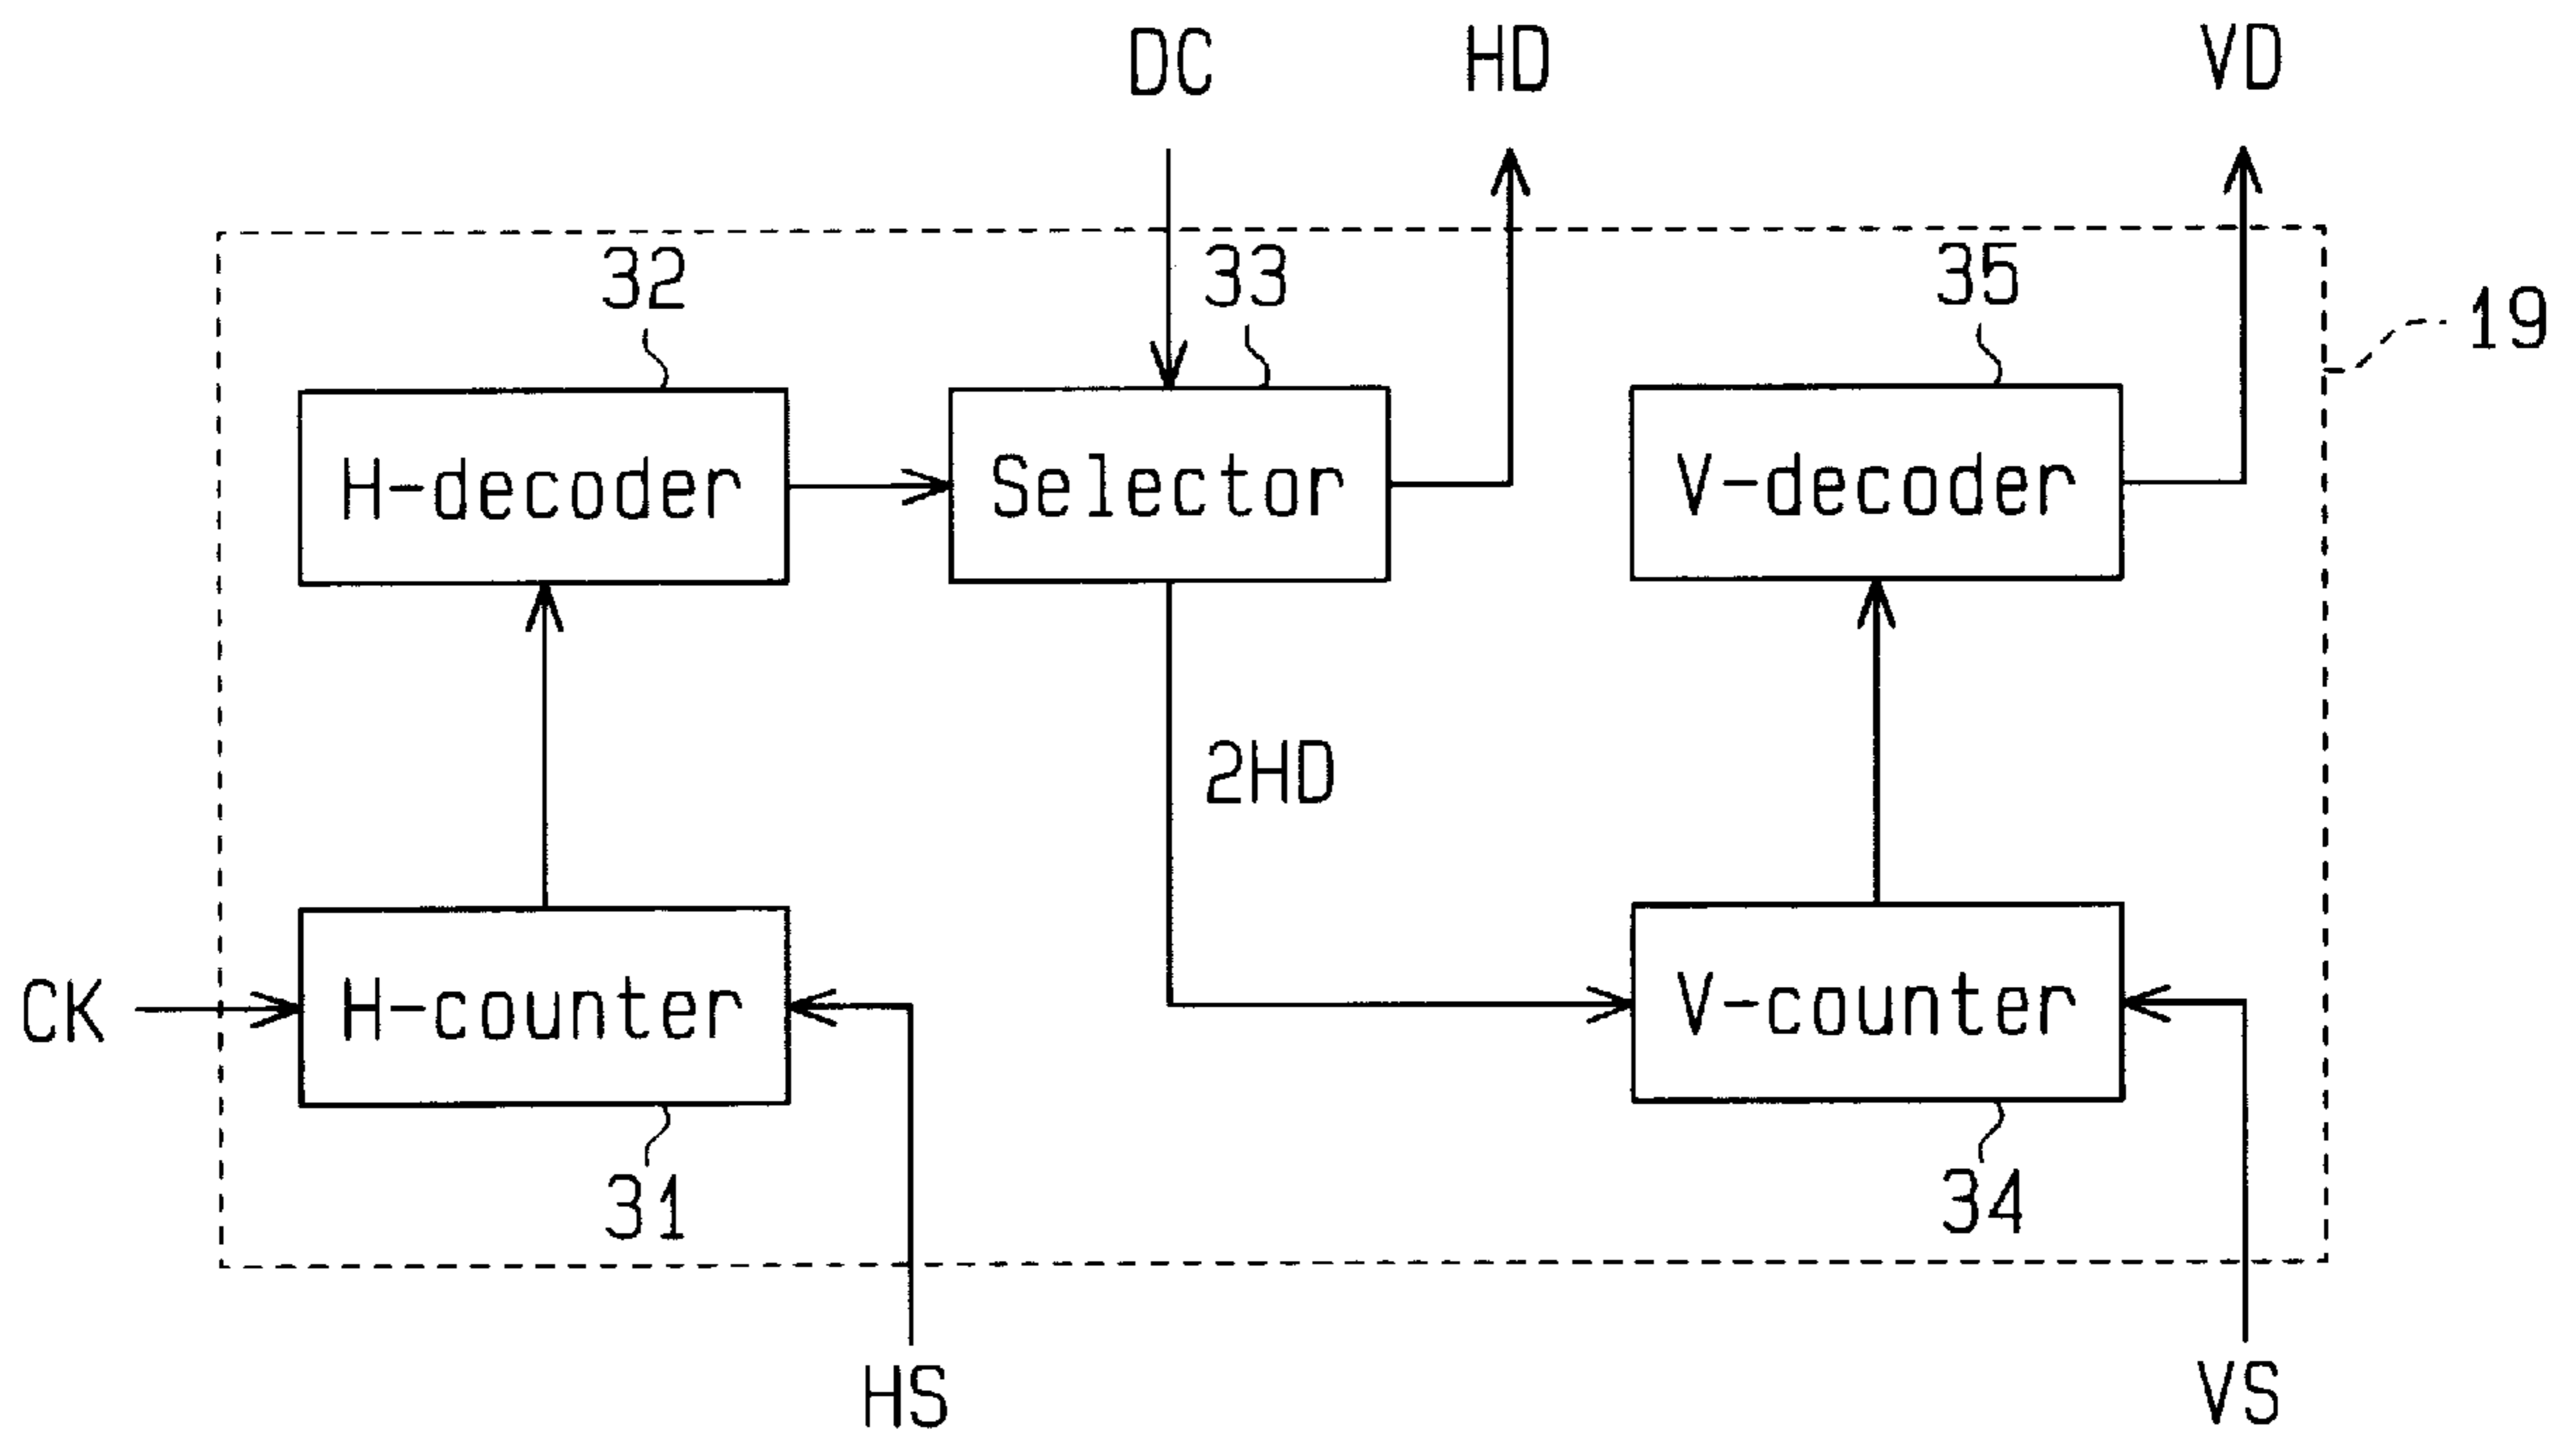 DC
HD
VD
32
33
35
19
H-decoder
Selector
V-decoder
2HD
CK
H-counter
V-counter
31
34
HS
VS